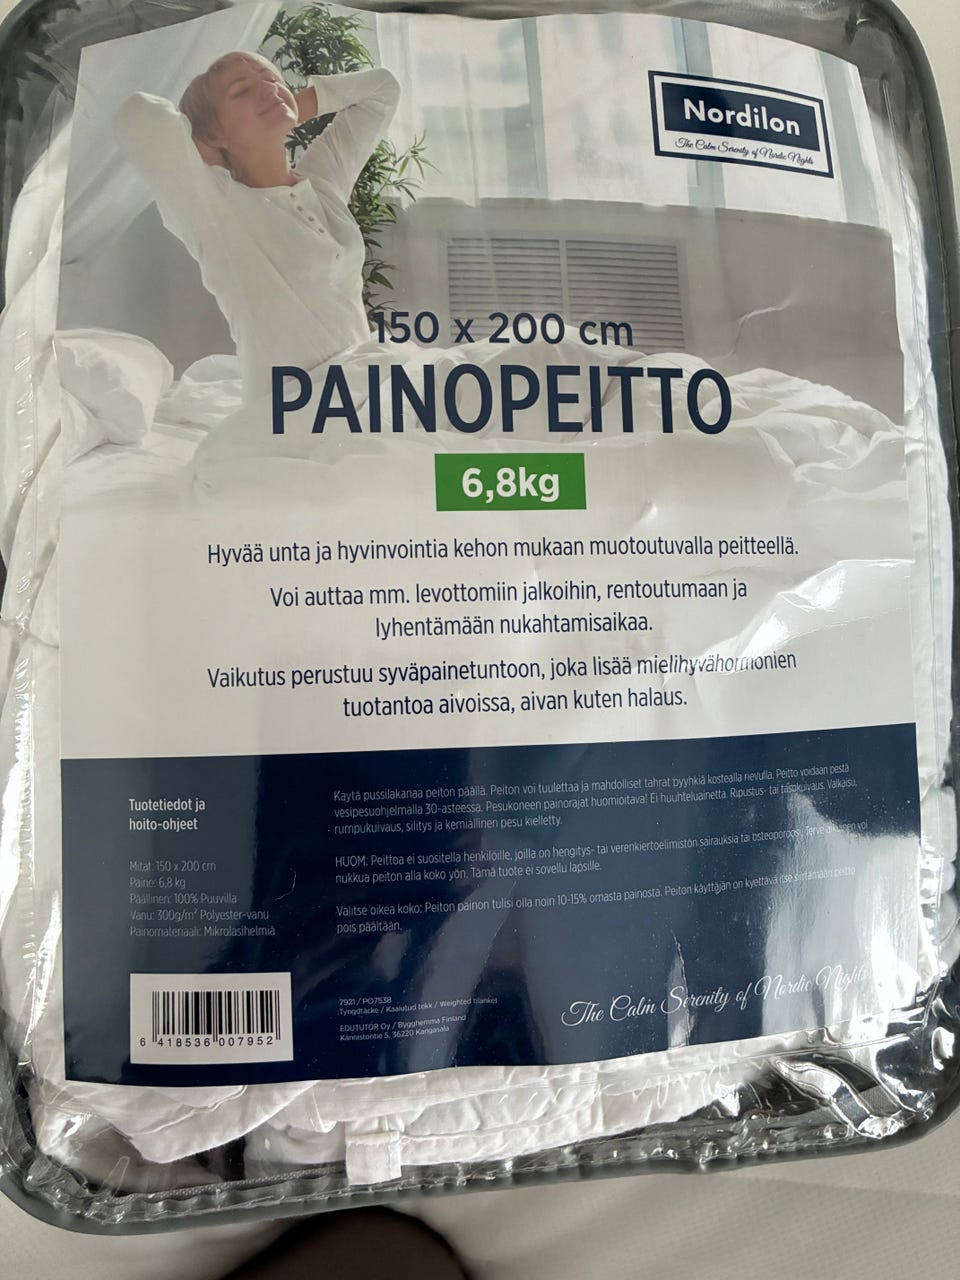 Nordilon
The Calm Serenity of Nordic Nights
150 x 200 cm
PAINOPEITTO
6,8kg
Hyvää unta ja hyvinvointia kehon mukaan muotoutuvalla peitteellä.
Voi auttaa mm. levottomiin jalkoihin, rentoutumaan ja
lyhentämään nukahtamisaikaa.
Vaikutus perustuu syväpainetuntoon, joka lisää mielihyvähormonien
tuotantoa aivoissa, aivan kuten halaus.
Tuotetiedot ja
hoito-ohjeet
Mitat: 150 x 200 cm
Paino: 6,8 kg
Päällinen: 100% Puuvilla
Vanu: 300g/m² Polyester-vanu
Painomateriaali: Mikrolasihelmiä
Käytä pussilakanaa peiton päällä. Peiton voi tuulettaa ja mahdolliset tahrat pyyhkiä kostealla rievulla. Peitto voidaan pestä
vesipesuohjelmalla 30-asteessa. Pesukoneen painorajat huomioitava! Ei huuhteluainetta. Ripustus- tai tasokuivaus. Valkaisu,
rumpukuivaus, silitys ja kemiallinen pesu kielletty.
HUOM: Peittoa ei suositella henkilöille, joilla on hengitys- tai verenkiertoelimistön sairauksia tai osteoporoosi. Terve aikuinen voi
nukkua peiton alla koko yön. Tämä tuote ei sovellu lapsille.
Valitse oikea koko: Peiton painon tulisi olla noin 10-15% omasta painosta. Peiton käyttäjän on kyettävä itse siirtämään peitto
pois päältään.
6 418536 007952
7921 / PO7538
Tyngdtäcke / Kaalutud tekk / Weighted blanket
EDUTUTOR Oy / Bygghemma Finland
Kannistontie 5, 36220 Kangasala
The Calm Serenity of Nordic Nights